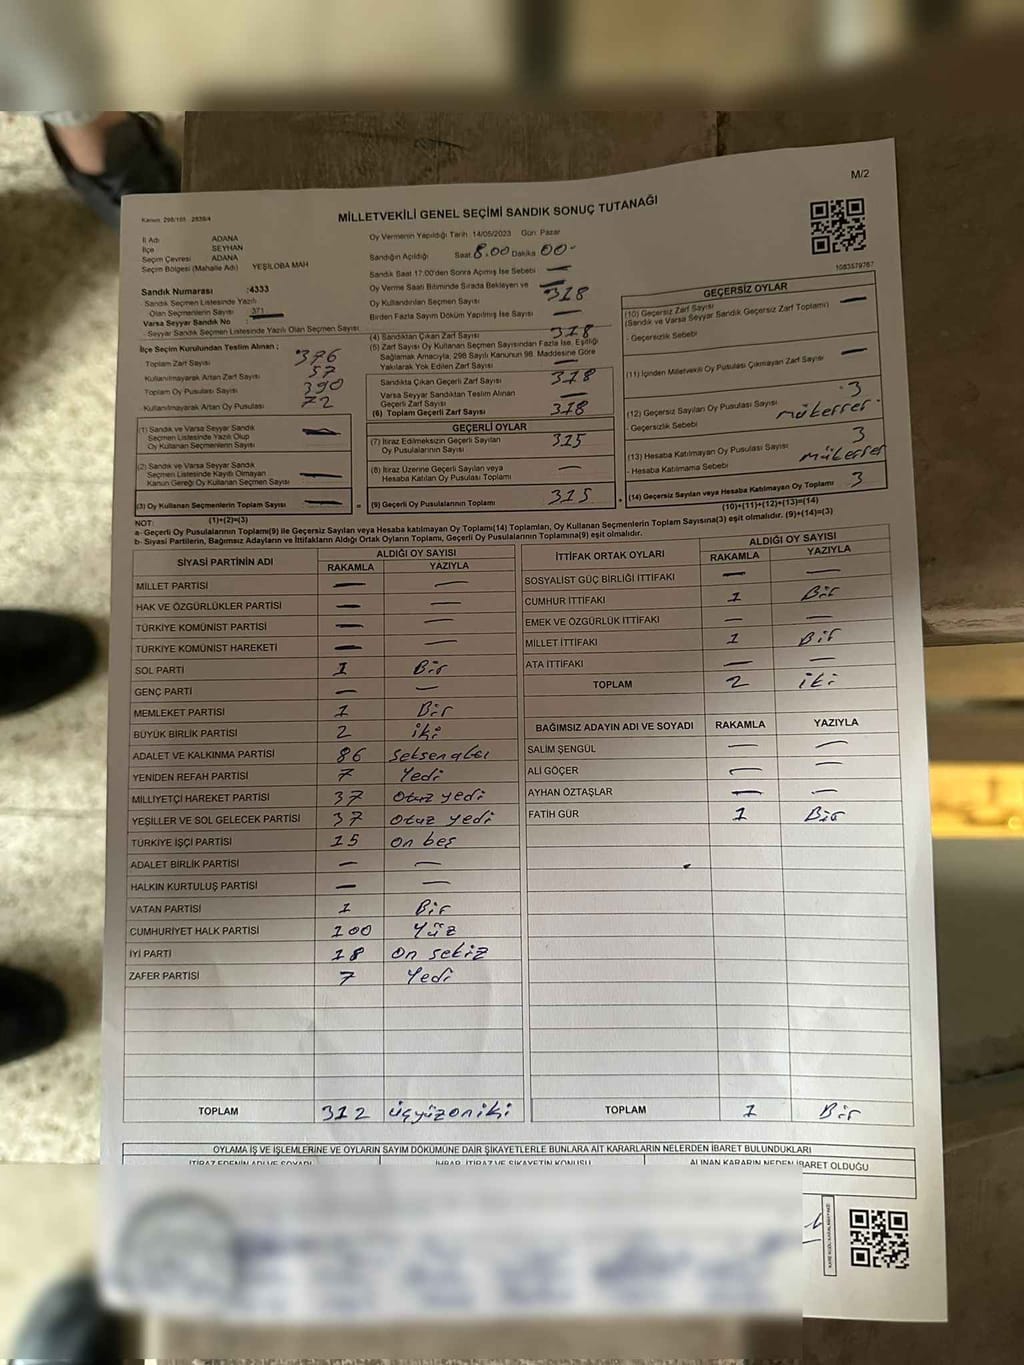 M/2
Kanun: 298/105 2839/4
MİLLETVEKİLİ GENEL SEÇİMİ SANDIK SONUÇ TUTANAĞI
İl Adı ADANA
İlçe SEYHAN
Seçim Çevresi ADANA
Seçim Bölgesi (Mahalle Adı) YEŞİLOBA MAH
Sandık Numarası :4333
Sandık Seçmen Listesinde Yazılı
Olan Seçmenlerin Sayısı 371
Varsa Seyyar Sandık No :
- Seyyar Sandık Seçmen Listesinde Yazılı Olan Seçmen Sayısı
İlçe Seçim Kurulundan Teslim Alınan ;
Toplam Zarf Sayısı 376
Kullanılmayarak Artan Zarf Sayısı 57
Toplam Oy Pusulası Sayısı 390
Kullanılmayarak Artan Oy Pusulası 72
Oy Vermenin Yapıldığı Tarih :14/05/2023 Gün: Pazar
Sandığın Açıldığı Saat 8.00 Dakika 00
Sandık Saat 17:00'den Sonra Açılmış İse Sebebi —
Oy Verme Saati Bitiminde Sırada Bekleyen ve
Oy Kullandırılan Seçmen Sayısı 318
Birden Fazla Sayım Döküm Yapılmış İse Sayısı —
(4) Sandıktan Çıkan Zarf Sayısı 318
(5) Zarf Sayısı Oy Kullanan Seçmen Sayısından Fazla İse, Eşitliği
Sağlamak Amacıyla, 298 Sayılı Kanunun 98. Maddesine Göre
Yakılarak Yok Edilen Zarf Sayısı —
Sandıkta Çıkan Geçerli Zarf Sayısı 318
Varsa Seyyar Sandıktan Teslim Alınan
Geçerli Zarf Sayısı —
(6) Toplam Geçerli Zarf Sayısı 318
1083579767
GEÇERSİZ OYLAR
(10) Geçersiz Zarf Sayısı
(Sandık ve Varsa Seyyar Sandık Geçersiz Zarf Toplamı) —
- Geçersizlik Sebebi
(11) İçinden Milletvekili Oy Pusulası Çıkmayan Zarf Sayısı —
(12) Geçersiz Sayılan Oy Pusulası Sayısı 3
- Geçersizlik Sebebi mükerrer
(13) Hesaba Katılmayan Oy Pusulası Sayısı 3
- Hesaba Katılmama Sebebi mükerrer
(14) Geçersiz Sayılan veya Hesaba Katılmayan Oy Toplamı 3
(10)+(11)+(12)+(13)=(14)
(1) Sandık ve Varsa Seyyar Sandık
Seçmen Listesinde Yazılı Olup
Oy Kullanan Seçmenlerin Sayısı —
(2) Sandık ve Varsa Seyyar Sandık
Seçmen Listesinde Kayıtlı Olmayan
Kanun Gereği Oy Kullanan Seçmen Sayısı —
(3) Oy Kullanan Seçmenlerin Toplam Sayısı —
(1)+(2)=(3)
GEÇERLİ OYLAR
(7) İtiraz Edilmeksizin Geçerli Sayılan
Oy Pusulalarının Sayısı 315
(8) İtiraz Üzerine Geçerli Sayılan veya
Hesaba Katılan Oy Pusulası Toplamı —
(9) Geçerli Oy Pusulalarının Toplamı 315
NOT:
a- Geçerli Oy Pusulalarının Toplamı(9) ile Geçersiz Sayılan veya Hesaba katılmayan Oy Toplamı(14) Toplamları, Oy Kullanan Seçmenlerin Toplam Sayısına(3) eşit olmalıdır. (9)+(14)=(3)
b- Siyasi Partilerin, Bağımsız Adayların ve İttifakların Aldığı Ortak Oyların Toplamı, Geçerli Oy Pusulalarının Toplamına(9) eşit olmalıdır.
SİYASİ PARTİNİN ADI ALDIĞI OY SAYISI
RAKAMLA YAZIYLA
MİLLET PARTİSİ — —
HAK VE ÖZGÜRLÜKLER PARTİSİ — —
TÜRKİYE KOMÜNİST PARTİSİ — —
TÜRKİYE KOMÜNİST HAREKETİ — —
SOL PARTİ 1 Bir
GENÇ PARTİ — —
MEMLEKET PARTİSİ 1 Bir
BÜYÜK BİRLİK PARTİSİ 2 iki
ADALET VE KALKINMA PARTİSİ 86 Seksenaltı
YENİDEN REFAH PARTİSİ 7 Yedi
MİLLİYETÇİ HAREKET PARTİSİ 37 otuz yedi
YEŞİLLER VE SOL GELECEK PARTİSİ 37 otuz yedi
TÜRKİYE İŞÇİ PARTİSİ 15 on beş
ADALET BİRLİK PARTİSİ — —
HALKIN KURTULUŞ PARTİSİ — —
VATAN PARTİSİ 1 Bir
CUMHURİYET HALK PARTİSİ 100 Yüz
İYİ PARTİ 18 on sekiz
ZAFER PARTİSİ 7 Yedi
TOPLAM 312 üçyüzoniki
İTTİFAK ORTAK OYLARI ALDIĞI OY SAYISI
RAKAMLA YAZIYLA
SOSYALİST GÜÇ BİRLİĞİ İTTİFAKI — —
CUMHUR İTTİFAKI 1 Bir
EMEK VE ÖZGÜRLÜK İTTİFAKI — —
MİLLET İTTİFAKI 1 Bir
ATA İTTİFAKI — —
TOPLAM 2 iki
BAĞIMSIZ ADAYIN ADI VE SOYADI RAKAMLA YAZIYLA
SALİM ŞENGÜL — —
ALİ GÖÇER — —
AYHAN ÖZTAŞLAR — —
FATİH GÜR 1 Bir
TOPLAM 1 Bir
OYLAMA İŞ VE İŞLEMLERİNE VE OYLARIN SAYIM DÖKÜMÜNE DAİR ŞİKAYETLERLE BUNLARA AİT KARARLARIN NELERDEN İBARET BULUNDUKLARI
İTİRAZ EDENİN ADI VE SOYADI İHBAR, İTİRAZ VE ŞİKAYETİN KONUSU ALINAN KARARIN NEDEN İBARET OLDUĞU